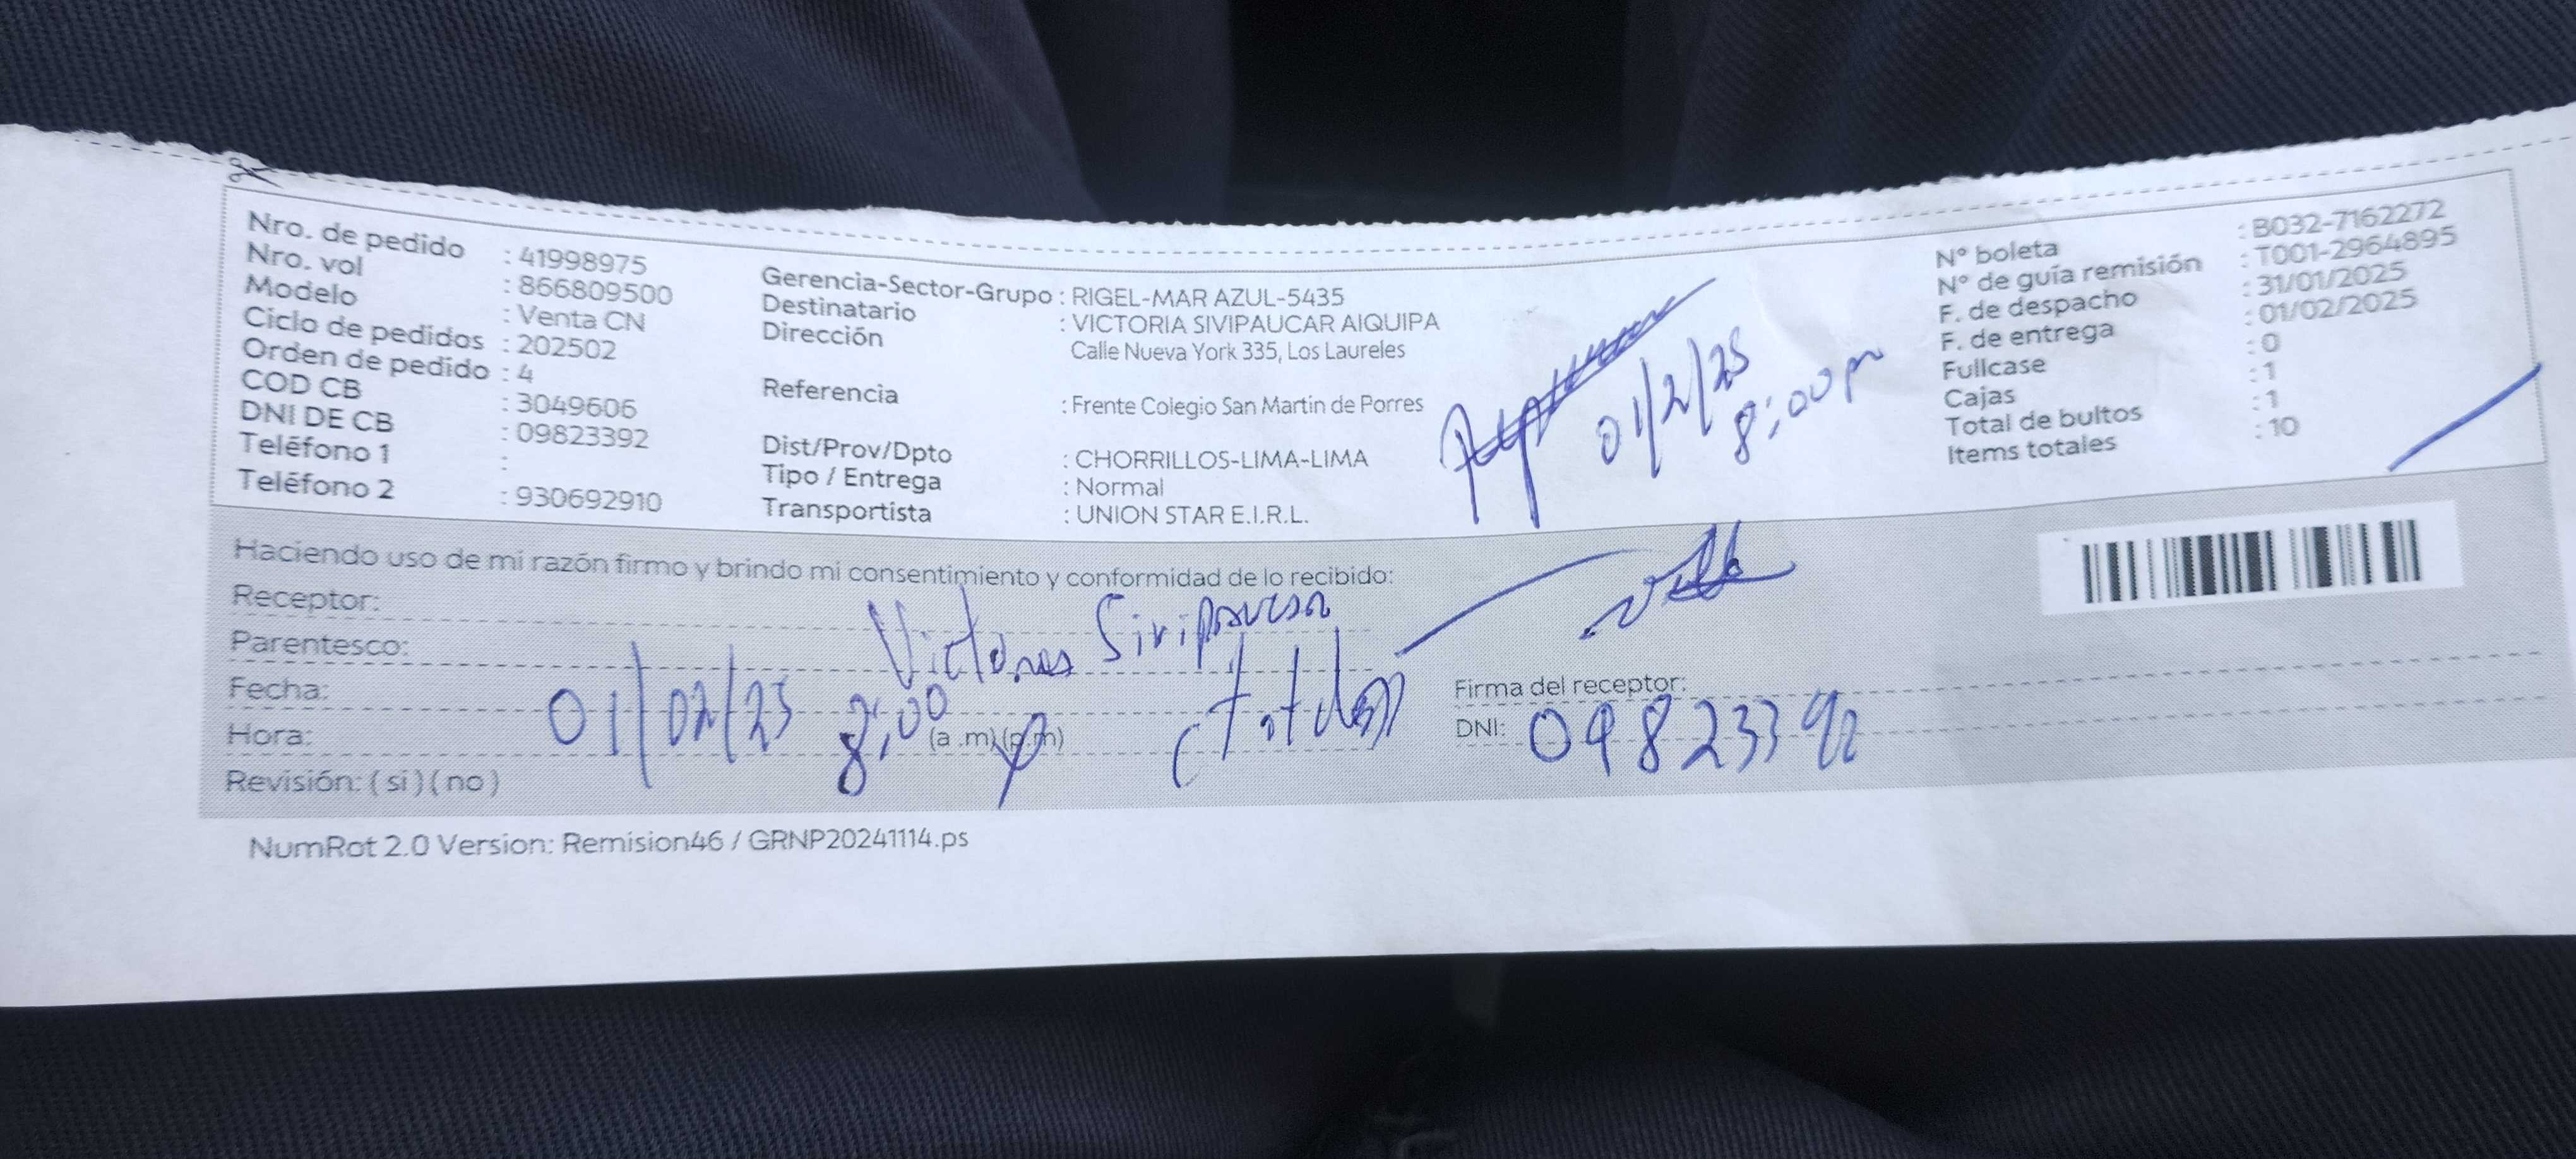 Nro. de pedido : 41998975
Nro. vol : 866809500
Modelo : Venta CN
Ciclo de pedidos : 202502
Orden de pedido : 4
COD CB : 3049606
DNI DE CB : 09823392
Teléfono 1 :
Teléfono 2 : 930692910
Gerencia-Sector-Grupo : RIGEL-MAR AZUL-5435
Destinatario : VICTORIA SIVIPAUCAR AIQUIPA
Dirección Calle Nueva York 335, Los Laureles
Referencia : Frente Colegio San Martin de Porres
Dist/Prov/Dpto : CHORRILLOS-LIMA-LIMA
Tipo / Entrega : Normal
Transportista : UNION STAR E.I.R.L.
01/2/25
8:00 pm
N° boleta : B032-7162272
N° de guía remisión : T001-2964895
F. de despacho : 31/01/2025
F. de entrega : 01/02/2025
Fullcase : 0
Cajas : 1
Total de bultos : 1
Items totales : 10
Haciendo uso de mi razón firmo y brindo mi consentimiento y conformidad de lo recibido:
Receptor:
Parentesco:
Fecha: 01/02/25
Hora: 8:00 (a .m) (p.m)
Revisión: ( si ) ( no )
Firma del receptor:
DNI: 09823392
NumRot 2.0 Version: Remision46 / GRNP20241114.ps